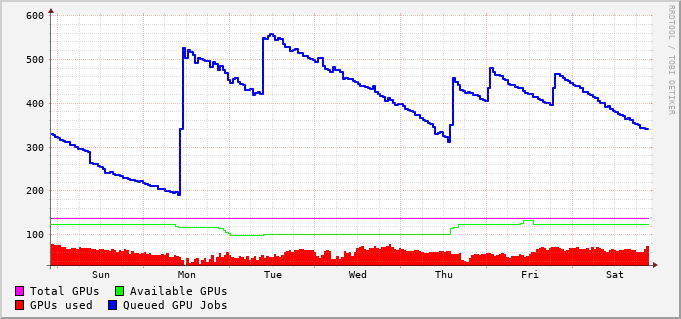 600
500
400
300
200
100
Sun Mon Tue Wed Thu Fri Sat
Total GPUs Available GPUs
GPUs used Queued GPU Jobs
RRDTOOL / TOBI OETIKER